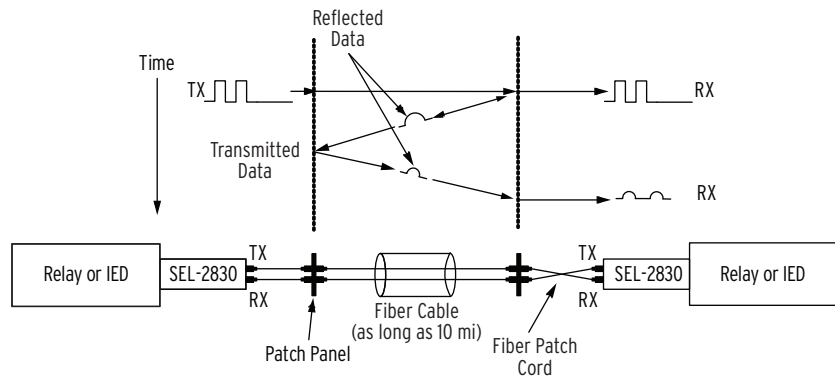 Reflected
Data
Time
TX
RX
Transmitted
Data
RX
TX
TX
Relay or IED
SEL-2830
SEL-2830
Relay or IED
RX
RX
Fiber Cable
(as long as 10 mi)
Patch Panel
Fiber Patch
Cord